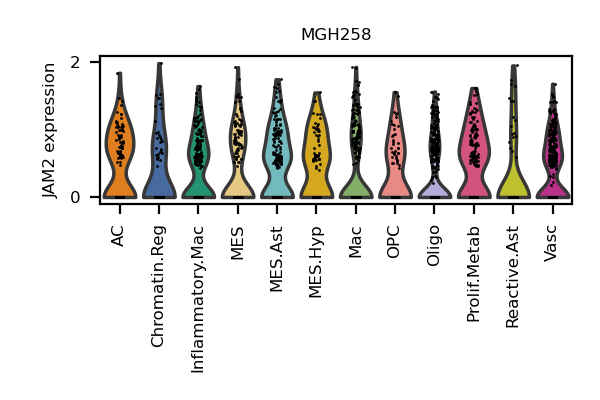 MGH258
JAM2 expression
2
0
AC
Chromatin.Reg
Inflammatory.Mac
MES
MES.Ast
MES.Hyp
Mac
OPC
Oligo
Prolif.Metab
Reactive.Ast
Vasc